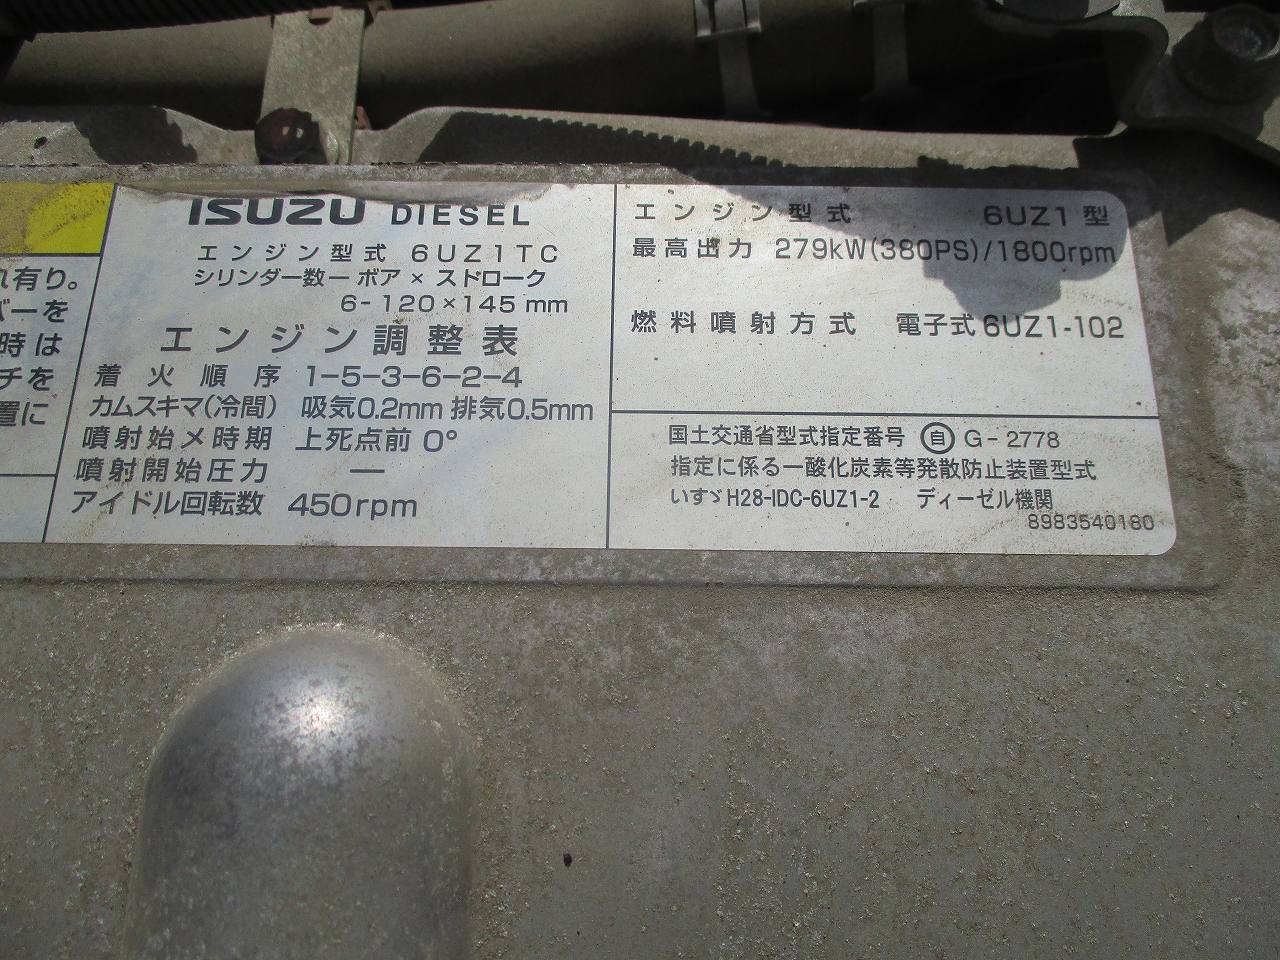 れ有り。
バーを
時は
チを
置に
ISUZU DIESEL
エンジン型式 6UZ1TC
シリンダー数ー ボア × ストローク
6-120×145 mm
エンジン調整表
着火順序 1-5-3-6-2-4
カムスキマ(冷間) 吸気0.2mm 排気0.5mm
噴射始メ時期 上死点前 0°
噴射開始圧力 ―
アイドル回転数 450rpm
エンジン型式 6UZ1型
最高出力 279kW(380PS)/1800rpm
燃料噴射方式 電子式6UZ1-102
国土交通省型式指定番号 ㊀自 G-2778
指定に係る一酸化炭素等発散防止装置型式
いすゞH28-IDC-6UZ1-2 ディーゼル機関
8983540180